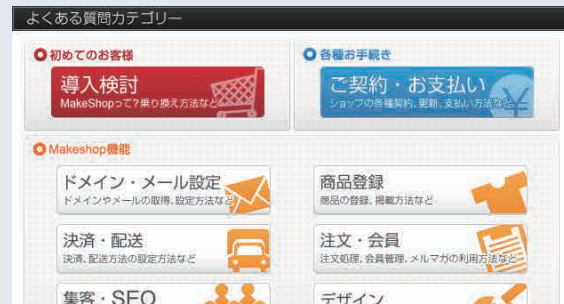 よくある質問カテゴリー
初めてのお客様
各種お手続き
導入検討
MakeShopって?乗り換え方法など
ご契約・お支払い
ショップの各種契約、更新、支払い方法など
Makeshop機能
ドメイン・メール設定
ドメインやメールの取得、設定方法など
商品登録
商品の登録、掲載方法など
決済・配送
決済、配送方法の設定方法など
注文・会員
注文処理、会員管理、メルマガの利用方法など
集客・SEO
デザイン